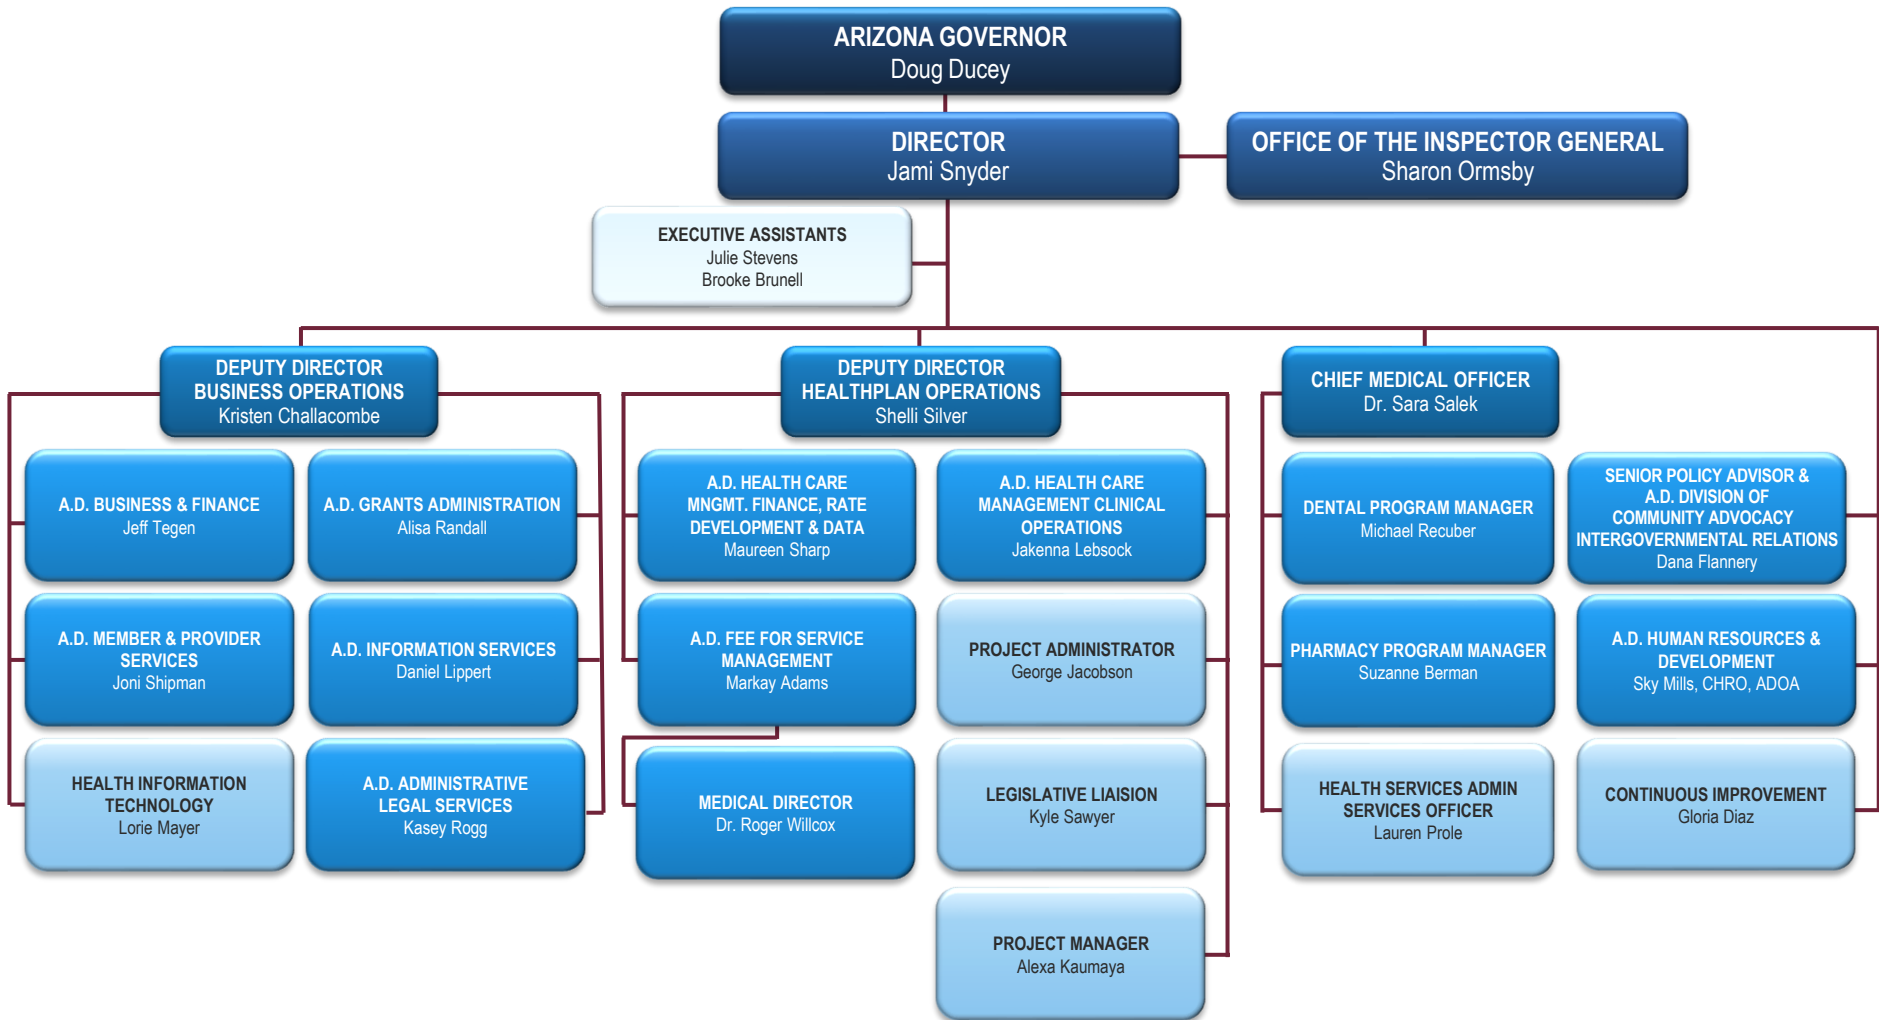 ARIZONA GOVERNOR
Doug Ducey
DIRECTOR
Jami Snyder
OFFICE OF THE INSPECTOR GENERAL
Sharon Ormsby
EXECUTIVE ASSISTANTS
Julie Stevens
Brooke Brunell
DEPUTY DIRECTOR
BUSINESS OPERATIONS
Kristen Challacombe
DEPUTY DIRECTOR
HEALTHPLAN OPERATIONS
Shelli Silver
CHIEF MEDICAL OFFICER
Dr. Sara Salek
A.D. BUSINESS & FINANCE
Jeff Tegen
A.D. GRANTS ADMINISTRATION
Alisa Randall
A.D. HEALTH CARE
MNGMT. FINANCE, RATE
DEVELOPMENT & DATA
Maureen Sharp
A.D. HEALTH CARE
MANAGEMENT CLINICAL
OPERATIONS
Jakenna Lebsock
DENTAL PROGRAM MANAGER
Michael Recuber
SENIOR POLICY ADVISOR &
A.D. DIVISION OF
COMMUNITY ADVOCACY
INTERGOVERNMENTAL RELATIONS
Dana Flannery
A.D. MEMBER & PROVIDER
SERVICES
Joni Shipman
A.D. INFORMATION SERVICES
Daniel Lippert
A.D. FEE FOR SERVICE
MANAGEMENT
Markay Adams
PROJECT ADMINISTRATOR
George Jacobson
PHARMACY PROGRAM MANAGER
Suzanne Berman
A.D. HUMAN RESOURCES &
DEVELOPMENT
Sky Mills, CHRO, ADOA
HEALTH INFORMATION
TECHNOLOGY
Lorie Mayer
A.D. ADMINISTRATIVE
LEGAL SERVICES
Kasey Rogg
MEDICAL DIRECTOR
Dr. Roger Willcox
LEGISLATIVE LIAISION
Kyle Sawyer
HEALTH SERVICES ADMIN
SERVICES OFFICER
Lauren Prole
CONTINUOUS IMPROVEMENT
Gloria Diaz
PROJECT MANAGER
Alexa Kaumaya